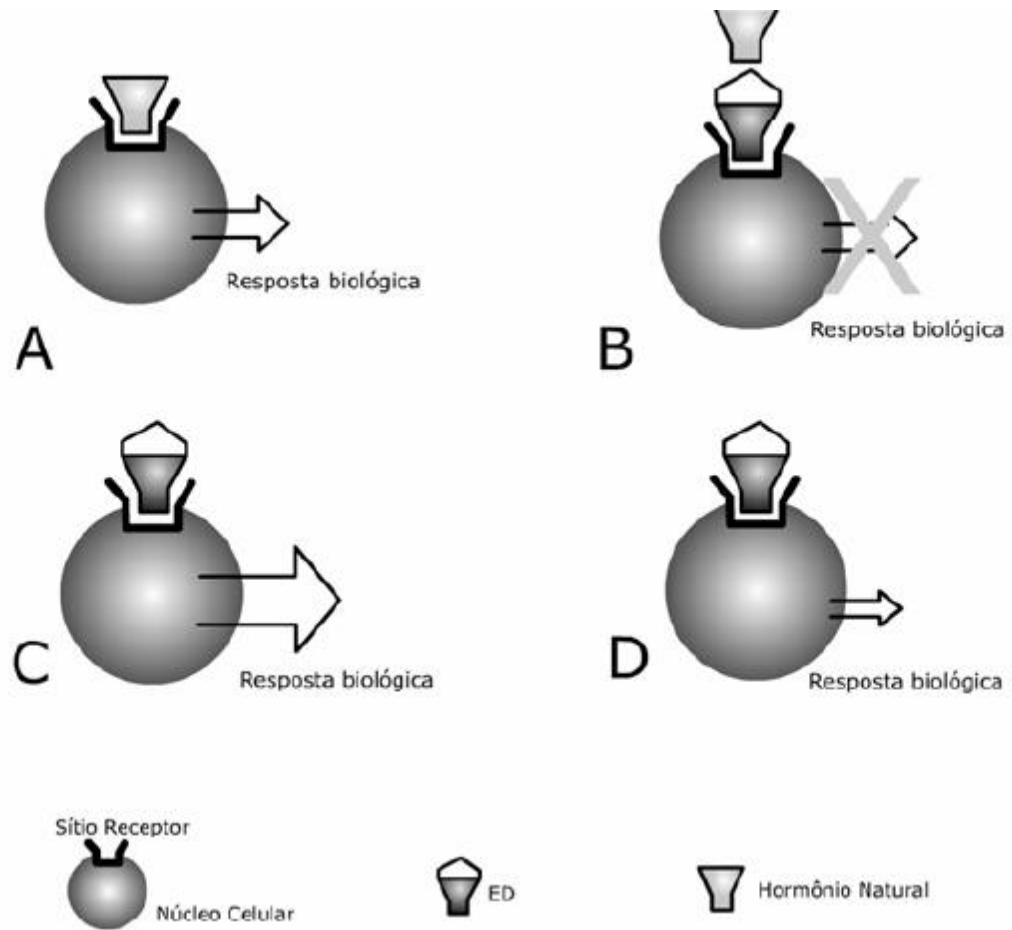 Resposta biológica
A
Resposta biológica
B
Resposta biológica
C
Resposta biológica
D
Sítio Receptor
Núcleo Celular
ED
Hormônio Natural